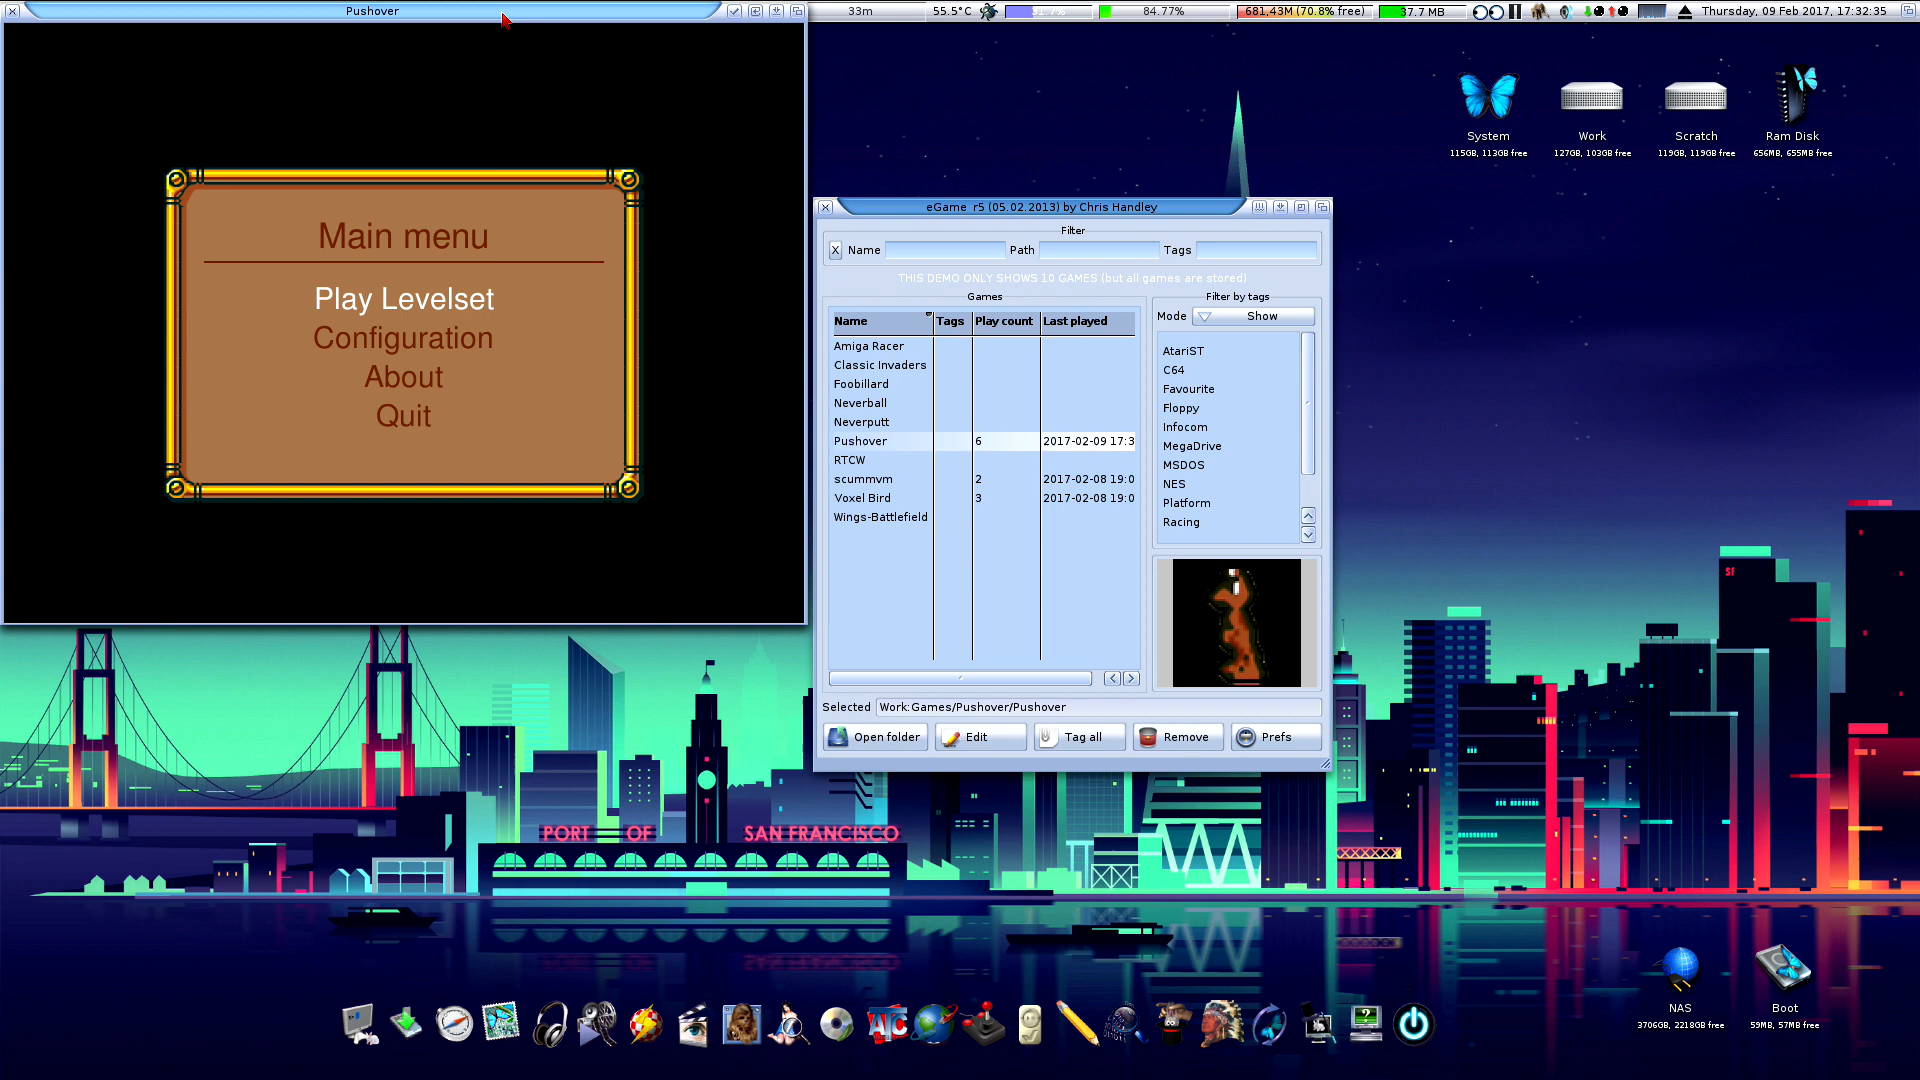 Pushover
33m
55.5°C
84.77%
681,43M (70.8% free)
37.7 MB
Thursday, 09 Feb 2017, 17:32:35
Main menu
Play Levelset
Configuration
About
Quit
System
115GB, 113GB free
Work
127GB, 103GB free
Scratch
119GB, 119GB free
Ram Disk
656MB, 655MB free
eGame r5 (05.02.2013) by Chris Handley
Filter
X Name Path Tags
THIS DEMO ONLY SHOWS 10 GAMES (but all games are stored)
Games
Name Tags Play count Last played
Amiga Racer
Classic Invaders
Foobillard
Neverball
Neverputt
Pushover 6 2017-02-09 17:3
RTCW
scummvm 2 2017-02-08 19:0
Voxel Bird 3 2017-02-08 19:0
Wings-Battlefield
Filter by tags
Mode Show
AtariST
C64
Favourite
Floppy
Infocom
MegaDrive
MSDOS
NES
Platform
Racing
Selected Work:Games/Pushover/Pushover
Open folder Edit Tag all Remove Prefs
SF
PORT OF SAN FRANCISCO
NAS
3706GB, 2218GB free
Boot
59MB, 57MB free